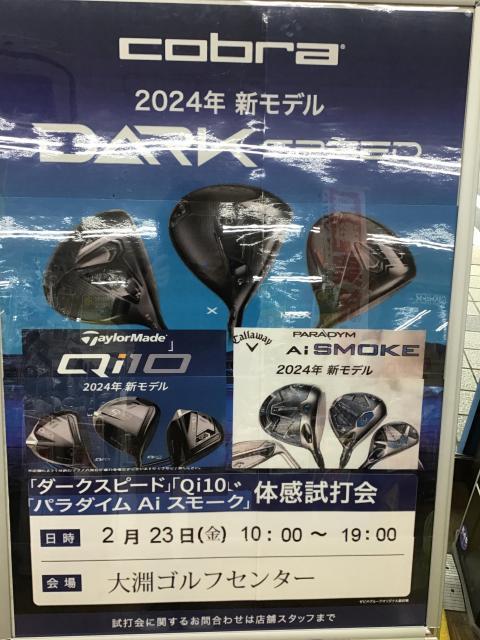 cobra
2024年 新モデル
DARKSPEED
X
TaylorMade
Qi10
2024年 新モデル
Callaway
PARADYM
Ai SMOKE
2024年 新モデル
「ダークスピード」「Qi10」
「パラダイム Ai スモーク」
体感試打会
日時
2月23日(金) 10:00～19:00
会場
大淵ゴルフセンター
試打会に関するお問合わせは店舗スタッフまで